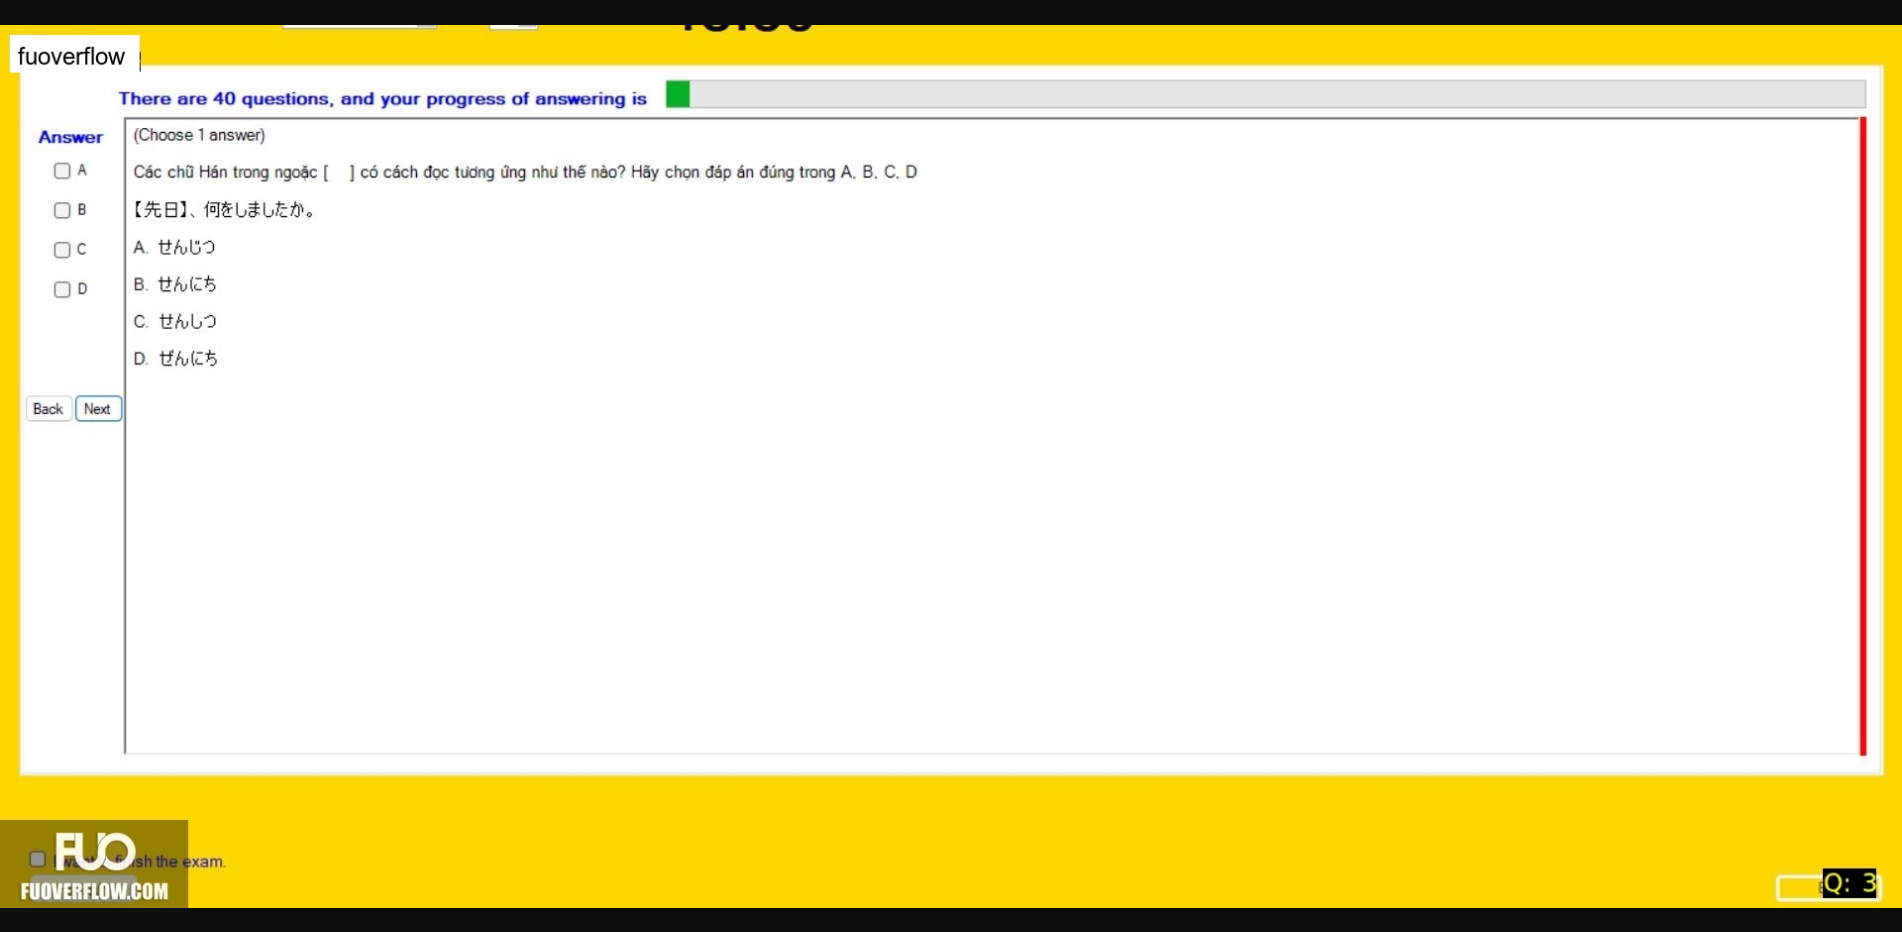 fuoverflow
There are 40 questions, and your progress of answering is
Answer
(Choose 1 answer)
A
Các chữ Hán trong ngoặc [ ] có cách đọc tương ứng như thế nào? Hãy chọn đáp án đúng trong A, B, C, D
B
【先日】、何をしましたか。
C
A. せんじつ
D
B. せんにち
C. せんしつ
D. ぜんにち
Back Next
FUO
finish the exam.
FUOVERFLOW.COM
Q: 3